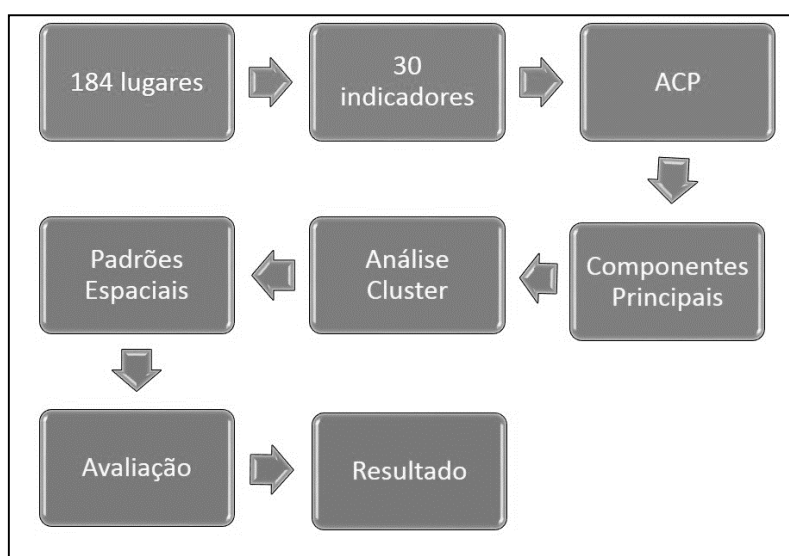 184 lugares
30
indicadores
ACP
Componentes
Principais
Análise
Cluster
Padrões
Espaciais
Avaliação
Resultado